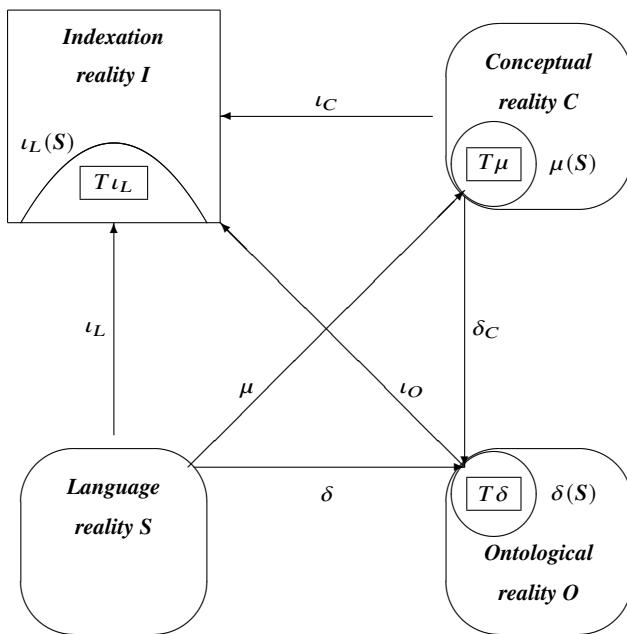 Indexation
reality I
Conceptual
reality C
ι_C
ι_L(S)
Tι_L
Tμ
μ(S)
ι_L
δ_C
μ
ι_O
Language
reality S
δ
Tδ
δ(S)
Ontological
reality O